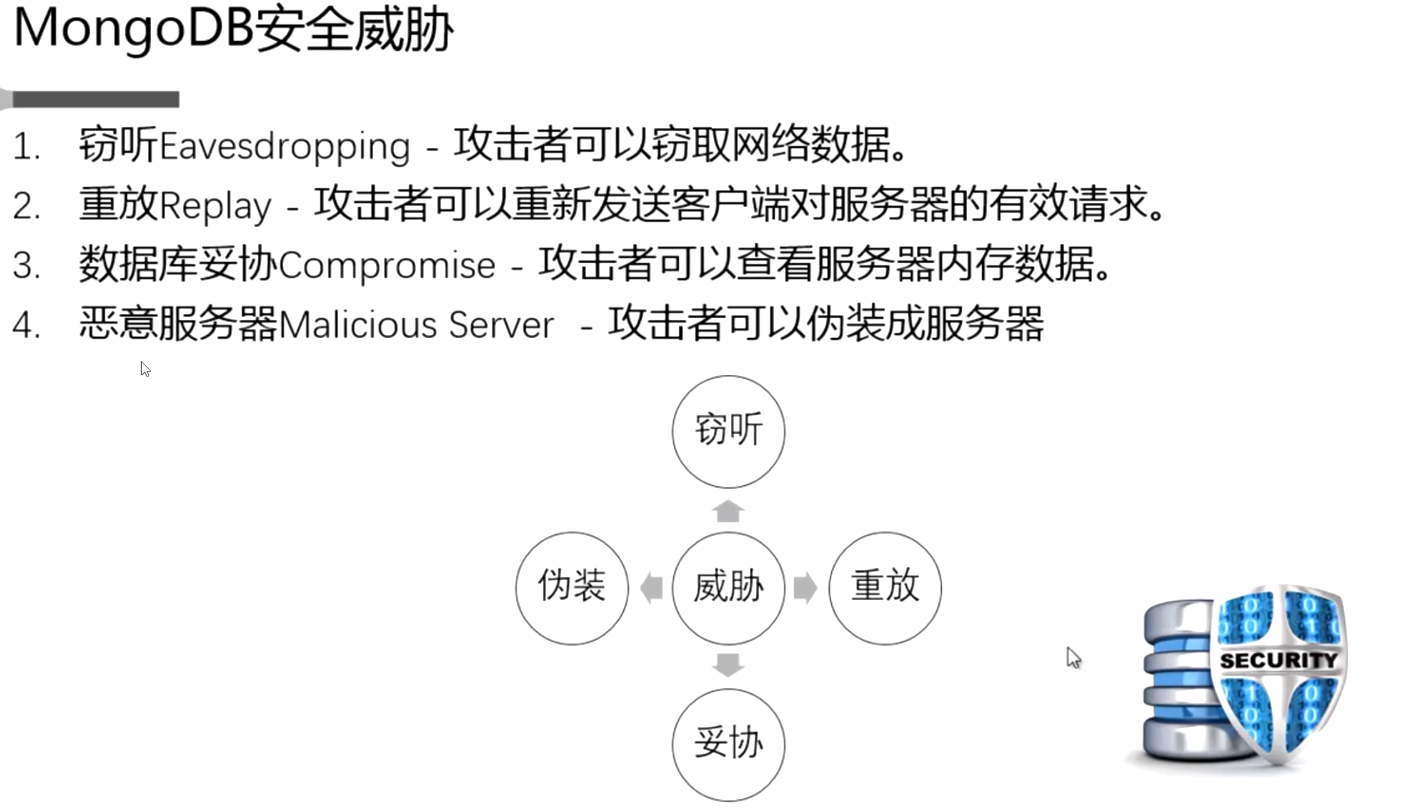 MongoDB安全威胁
1. 窃听Eavesdropping - 攻击者可以窃取网络数据。
2. 重放Replay - 攻击者可以重新发送客户端对服务器的有效请求。
3. 数据库妥协Compromise - 攻击者可以查看服务器内存数据。
4. 恶意服务器Malicious Server - 攻击者可以伪装成服务器
窃听
伪装 威胁 重放
妥协
SECURITY